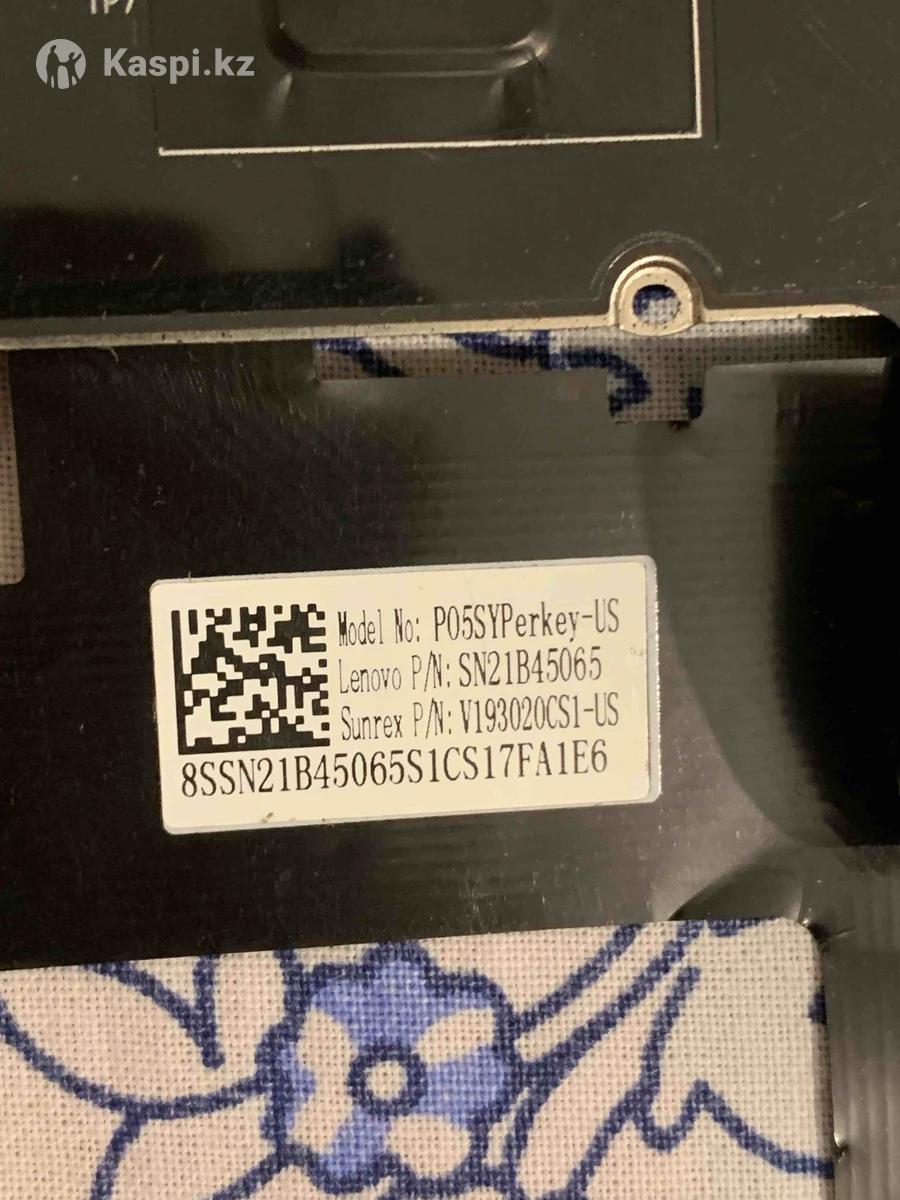 Kaspi.kz
Model No: P05SYPerkey-US
Lenovo P/N: SN21B45065
Sunrex P/N: V193020CS1-US
8SSN21B45065S1CS17FA1E6